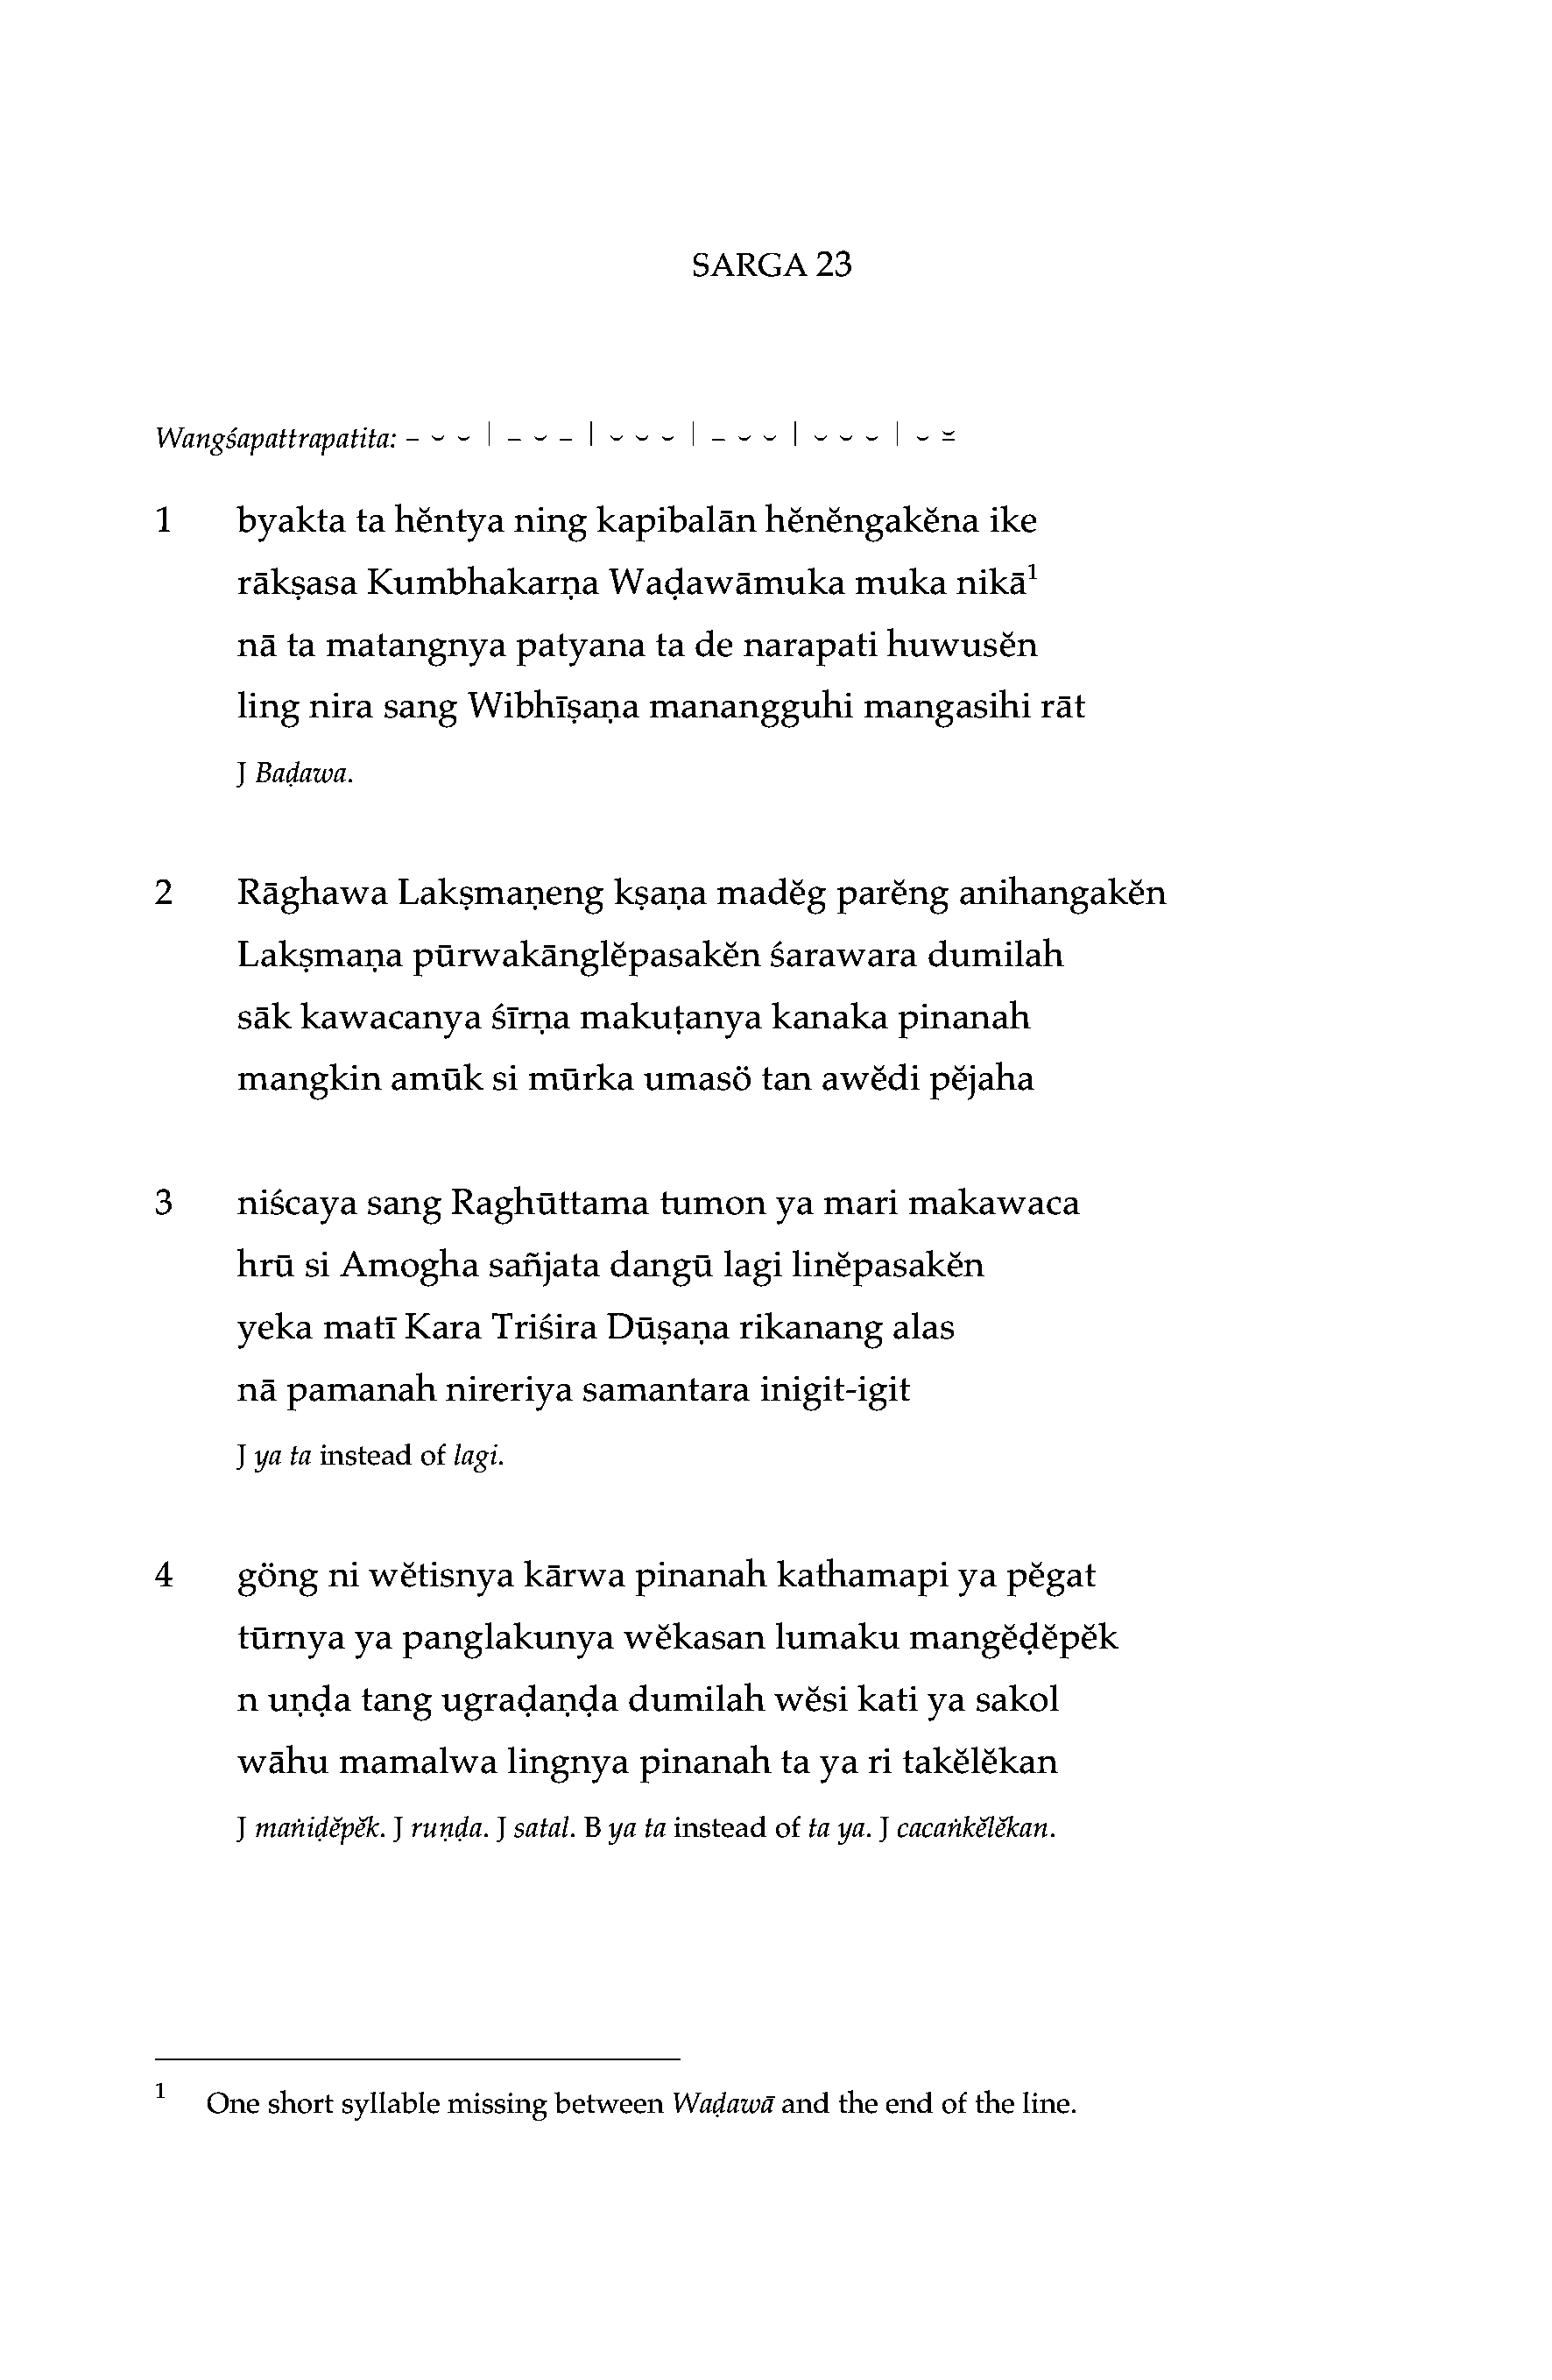 SARGA 23
Wangśapattrapatita: – ⏑ ⏑ | – ⏑ – | ⏑ ⏑ ⏑ | – ⏑ ⏑ | ⏑ ⏑ ⏑ | ⏑ ⏓
1 byakta ta hĕntya ning kapibalān hĕnĕngakĕna ike
rākṣasa Kumbhakarṇa Waḍawāmuka muka nikā¹
nā ta matangnya patyana ta de narapati huwusĕn
ling nira sang Wibhīṣaṇa manangguhi mangasihi rāt
J Baḍawa.
2 Rāghawa Lakṣmaṇeng kṣaṇa madĕg parĕng anihangakĕn
Lakṣmaṇa pūrwakānglĕpasakĕn śarawara dumilah
sāk kawacanya śīrṇa makuṭanya kanaka pinanah
mangkin amūk si mūrka umasö tan awĕdi pĕjaha
3 niścaya sang Raghūttama tumon ya mari makawaca
hrū si Amogha sañjata dangū lagi linĕpasakĕn
yeka matī Kara Triśira Dūṣaṇa rikanang alas
nā pamanah nireriya samantara inigit-igit
J ya ta instead of lagi.
4 göng ni wĕtisnya kārwa pinanah kathamapi ya pĕgat
tūrnya ya panglakunya wĕkasan lumaku mangĕḍĕpĕk
n uṇḍa tang ugradaṇḍa dumilah wĕsi kati ya sakol
wāhu mamalwa lingnya pinanah ta ya ri takĕlĕkan
J maṅiḍĕpĕk. J ruṇḍa. J satal. B ya ta instead of ta ya. J cacaṅkĕlĕkan.
1 One short syllable missing between Waḍawā and the end of the line.